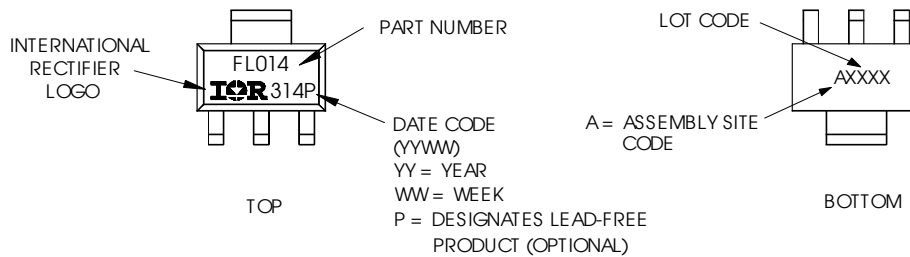 INTERNATIONAL
RECTIFIER
LOGO
FL014
IOR 314P
PART NUMBER
DATE CODE
(YYWW)
YY = YEAR
WW = WEEK
P = DESIGNATES LEAD-FREE
PRODUCT (OPTIONAL)
TOP
LOT CODE
AXXXX
A = ASSEMBLY SITE
CODE
BOTTOM